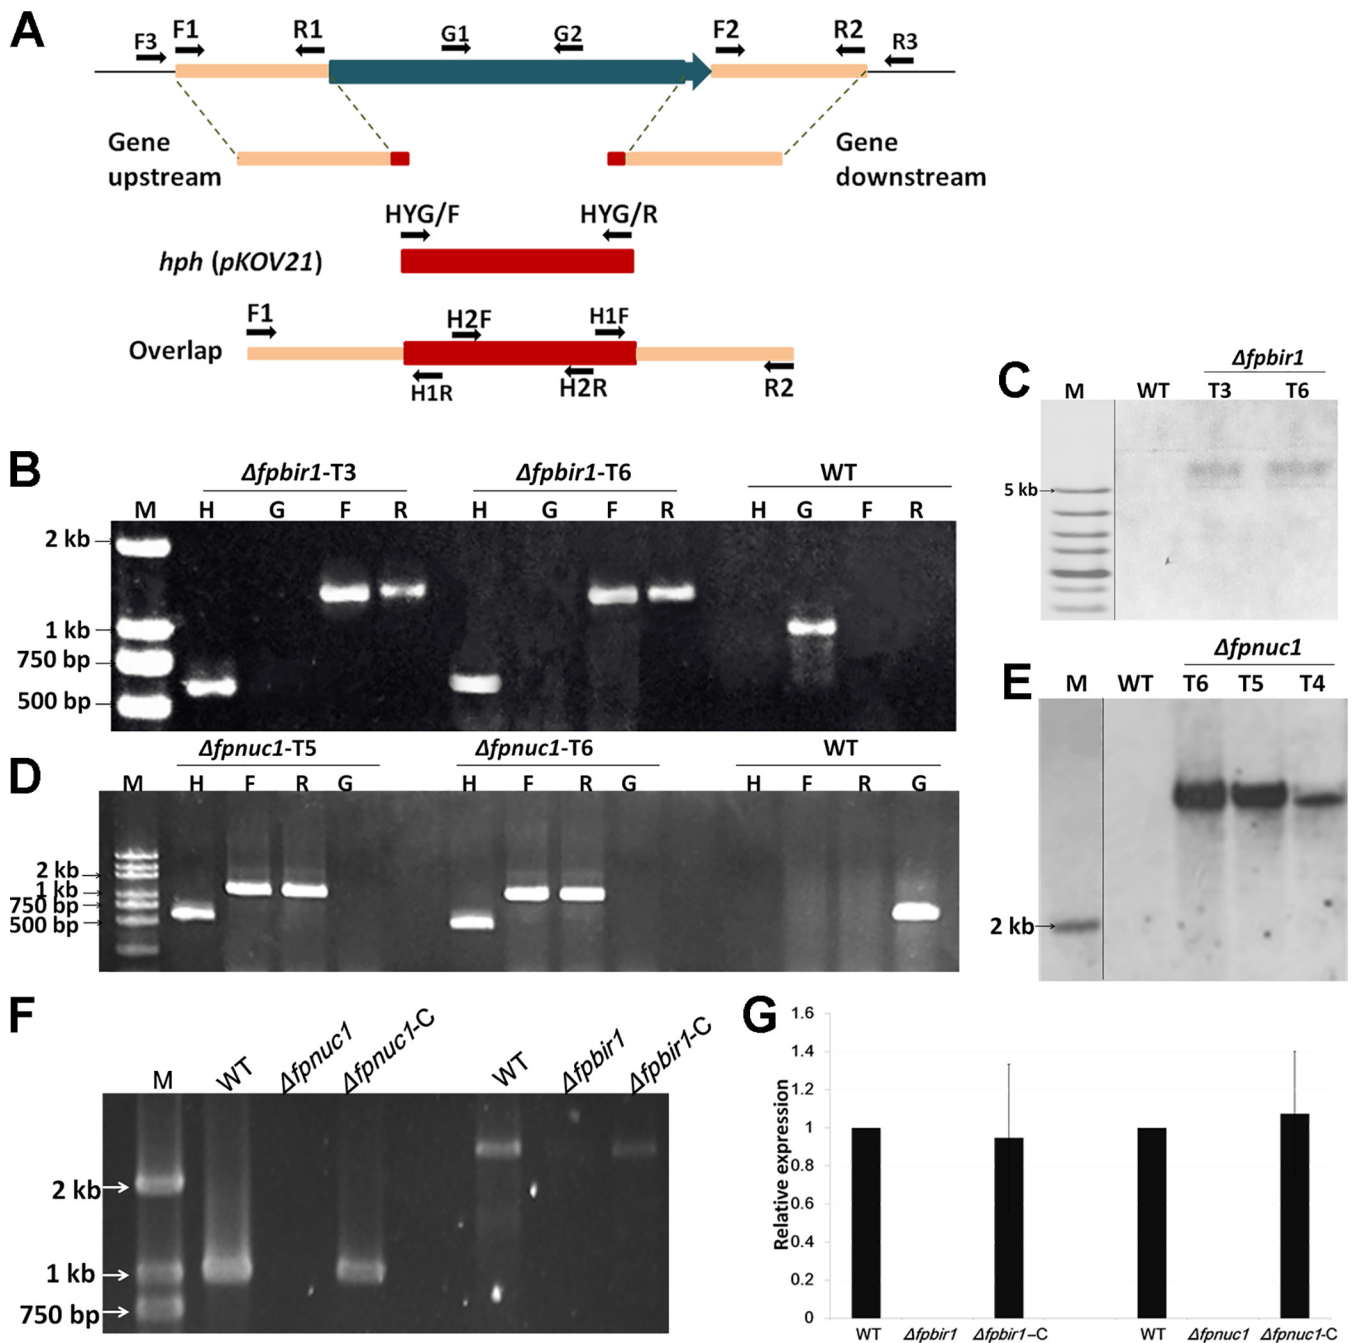 A
F3 F1 R1 G1 G2 F2 R2 R3
Gene upstream
Gene downstream
HYG/F HYG/R
hph (pKOV21)
F1 H2F H1F
Overlap
H1R H2R R2
B
Δfpbir1-T3 Δfpbir1-T6 WT
M H G F R H G F R H G F R
2 kb
1 kb
750 bp
500 bp
C
Δfpbir1
M WT T3 T6
5 kb
D
Δfpnuc1-T5 Δfpnuc1-T6 WT
M H F R G H F R G H F R G
2 kb
1 kb
750 bp
500 bp
E
Δfpnuc1
M WT T6 T5 T4
2 kb
F
M WT Δfpnuc1 Δfpnuc1-C WT Δfpbir1 Δfpbir1-C
2 kb
1 kb
750 bp
G
Relative expression
1.6
1.4
1.2
1
0.8
0.6
0.4
0.2
0
WT Δfpbir1 Δfpbir1–C WT Δfpnuc1 Δfpnuc1-C